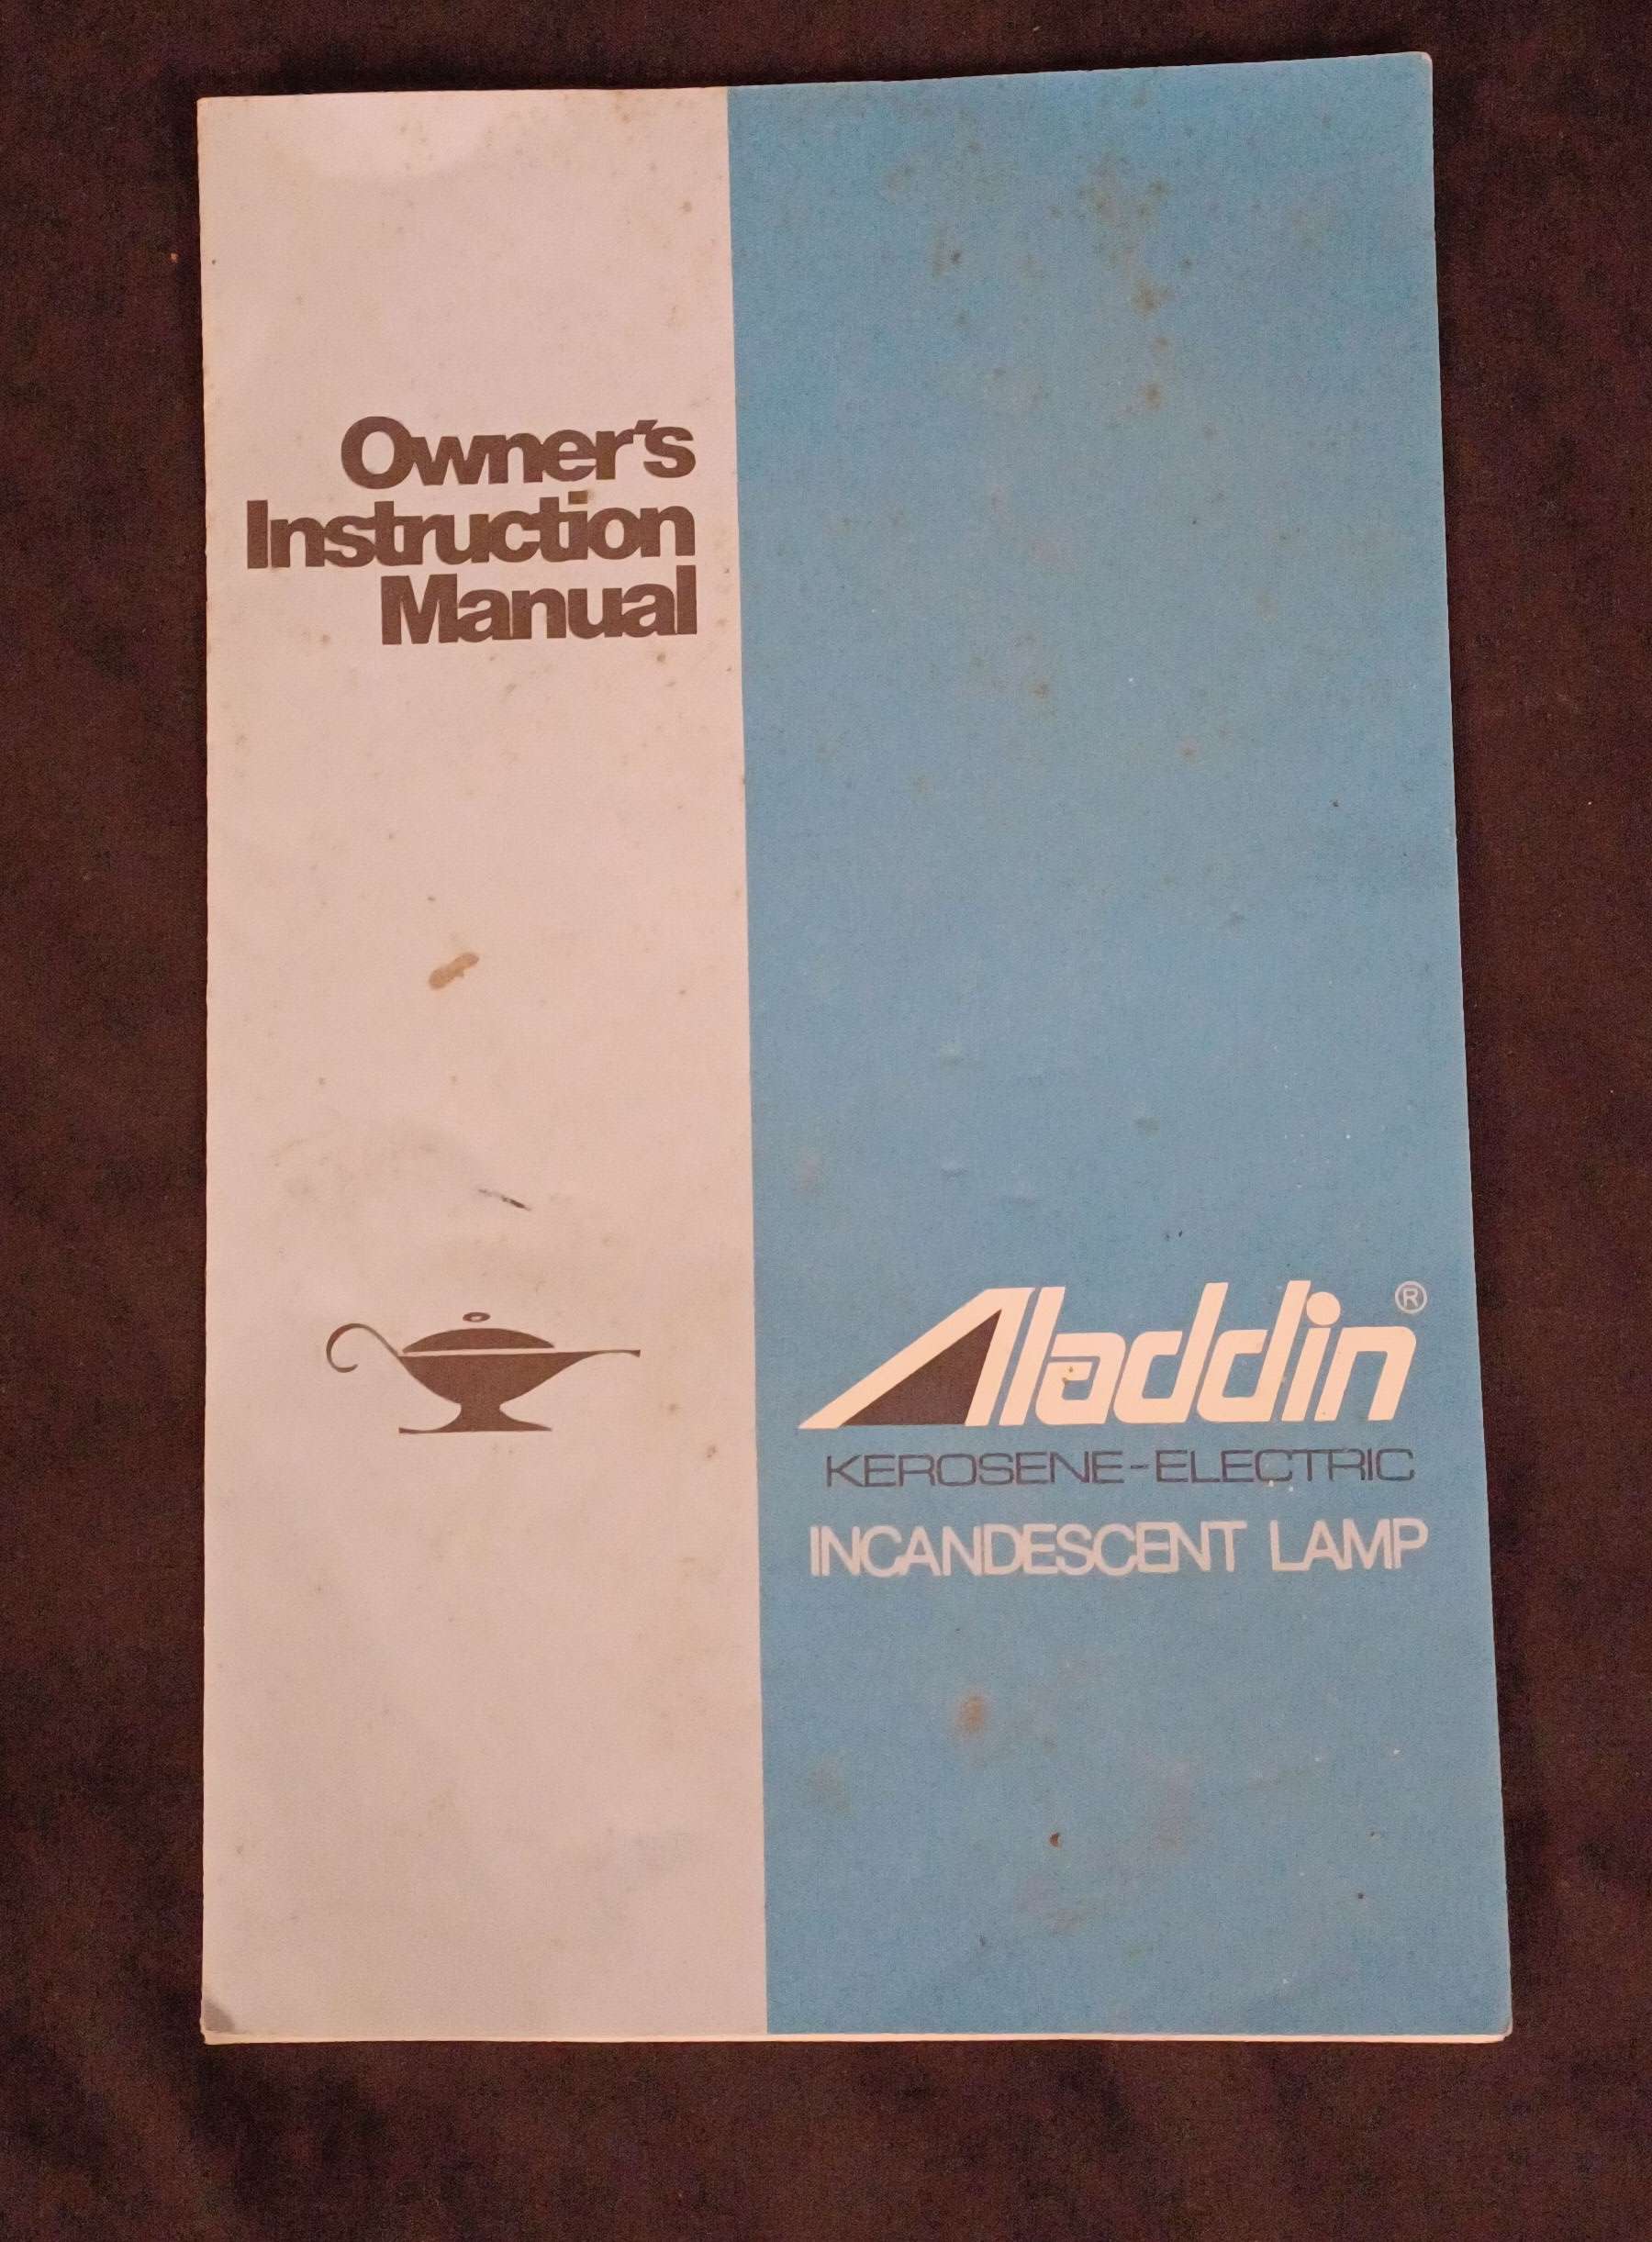 Owner's
Instruction
Manual
Aladdin®
KEROSENE-ELECTRIC
INCANDESCENT LAMP